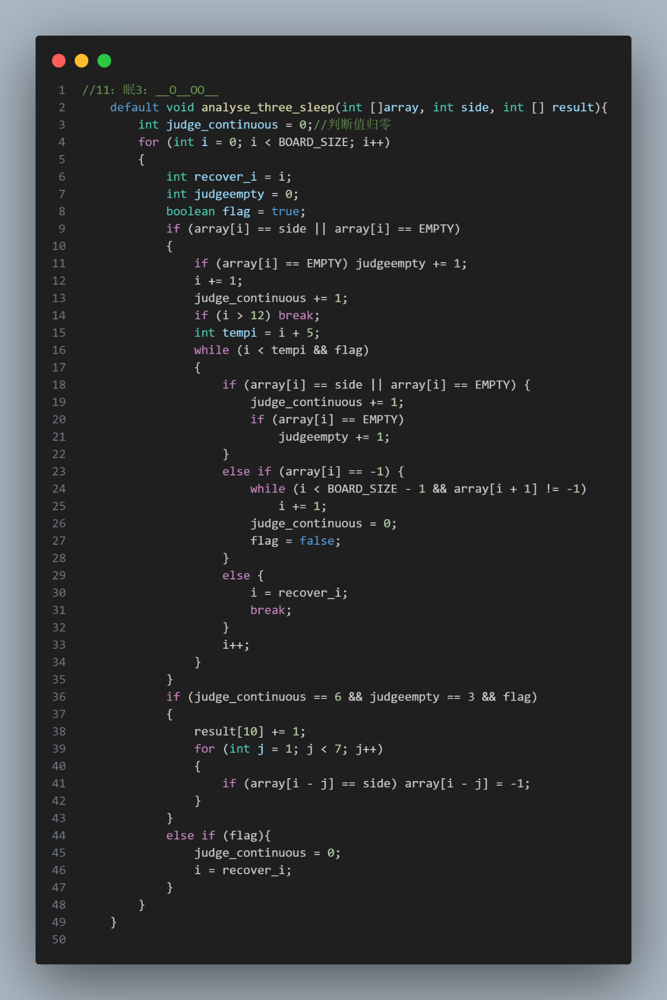 1 //11：眠3：__O__OO__
2 default void analyse_three_sleep(int []array, int side, int [] result){
3 int judge_continuous = 0;//判断值归零
4 for (int i = 0; i < BOARD_SIZE; i++)
5 {
6 int recover_i = i;
7 int judgeempty = 0;
8 boolean flag = true;
9 if (array[i] == side || array[i] == EMPTY)
10 {
11 if (array[i] == EMPTY) judgeempty += 1;
12 i += 1;
13 judge_continuous += 1;
14 if (i > 12) break;
15 int tempi = i + 5;
16 while (i < tempi && flag)
17 {
18 if (array[i] == side || array[i] == EMPTY) {
19 judge_continuous += 1;
20 if (array[i] == EMPTY)
21 judgeempty += 1;
22 }
23 else if (array[i] == -1) {
24 while (i < BOARD_SIZE - 1 && array[i + 1] != -1)
25 i += 1;
26 judge_continuous = 0;
27 flag = false;
28 }
29 else {
30 i = recover_i;
31 break;
32 }
33 i++;
34 }
35 }
36 if (judge_continuous == 6 && judgeempty == 3 && flag)
37 {
38 result[10] += 1;
39 for (int j = 1; j < 7; j++)
40 {
41 if (array[i - j] == side) array[i - j] = -1;
42 }
43 }
44 else if (flag){
45 judge_continuous = 0;
46 i = recover_i;
47 }
48 }
49 }
50